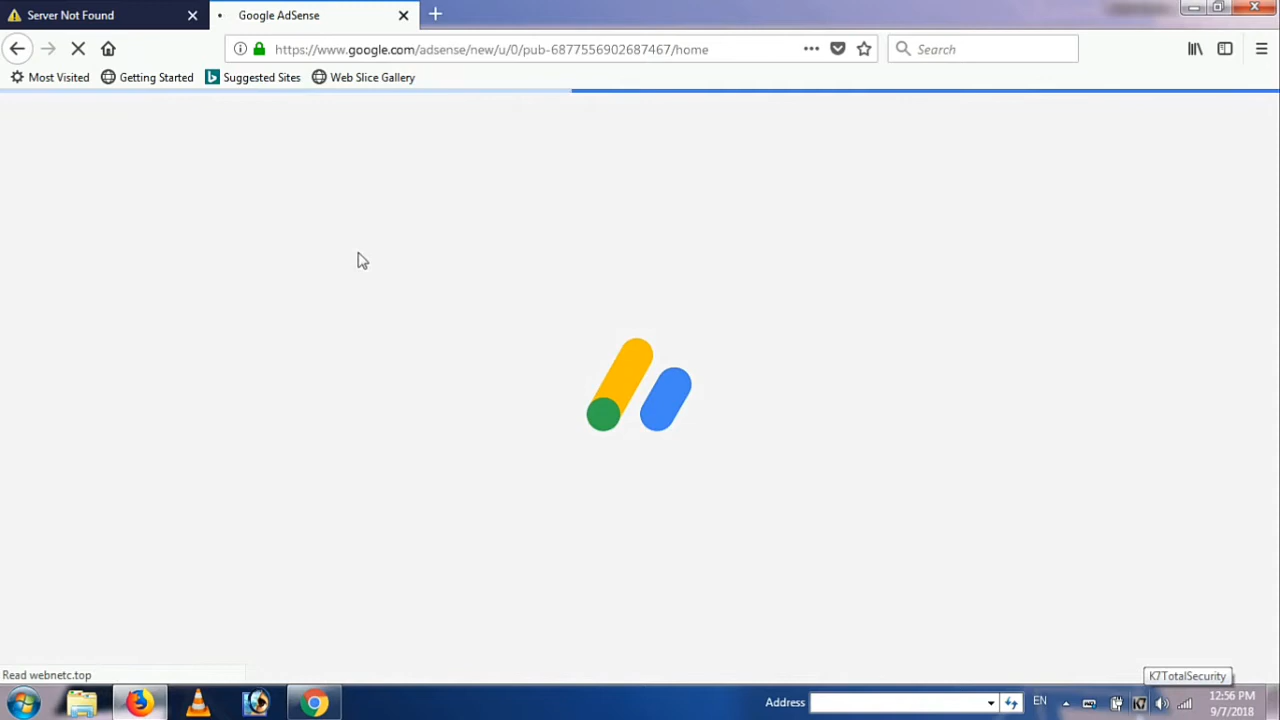 Server Not Found
Google AdSense
https://www.google.com/adsense/new/u/0/pub-6877556902687467/home
Search
Most Visited
Getting Started
Suggested Sites
Web Slice Gallery
Read webnetc.top
K7TotalSecurity
Address
EN
12:56 PM
9/7/2018